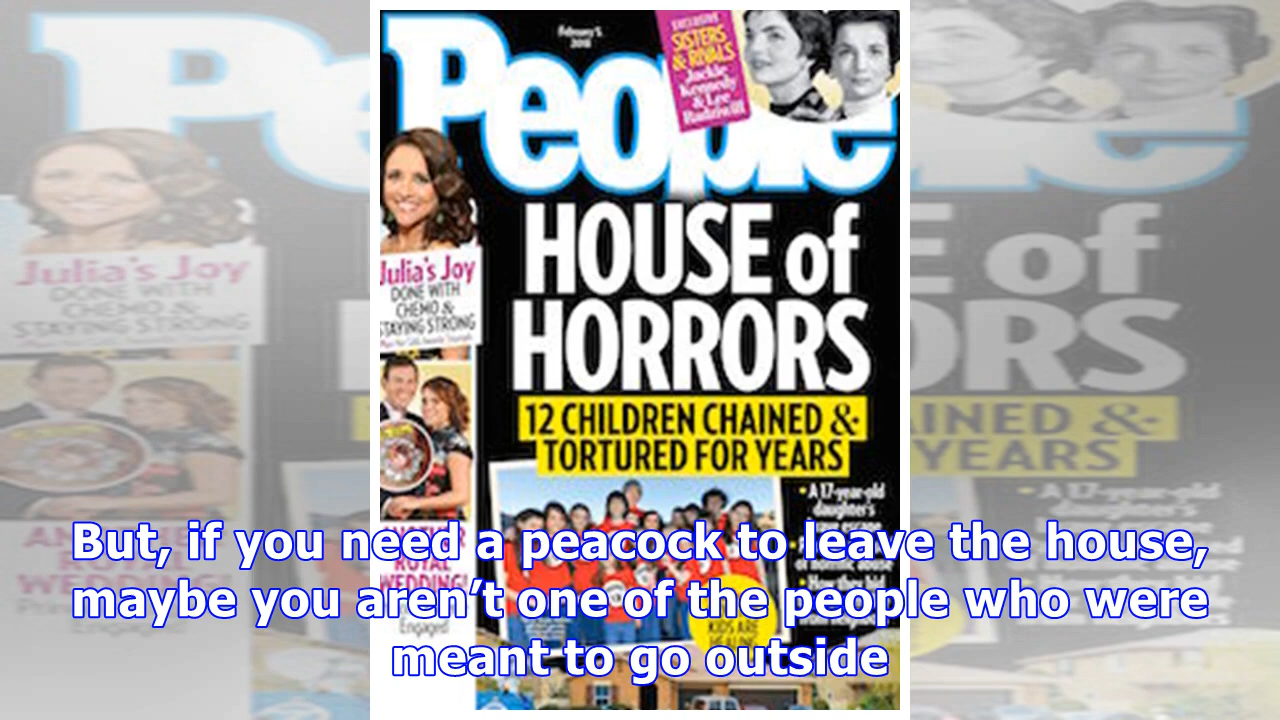 People
February 5,
2018
EXCLUSIVE
SISTERS
& RIVALS
Jackie
Kennedy
& Lee
Radziwill
HOUSE of
HORRORS
12 CHILDREN CHAINED &
TORTURED FOR YEARS
Julia's Joy
DONE WITH
CHEMO &
STAYING STRONG
ROYAL
WEDDING!
Engaged!
• A 17-year-old
daughter's
KIDS ARE
But, if you need a peacock to leave the house,
maybe you aren’t one of the people who were
meant to go outside